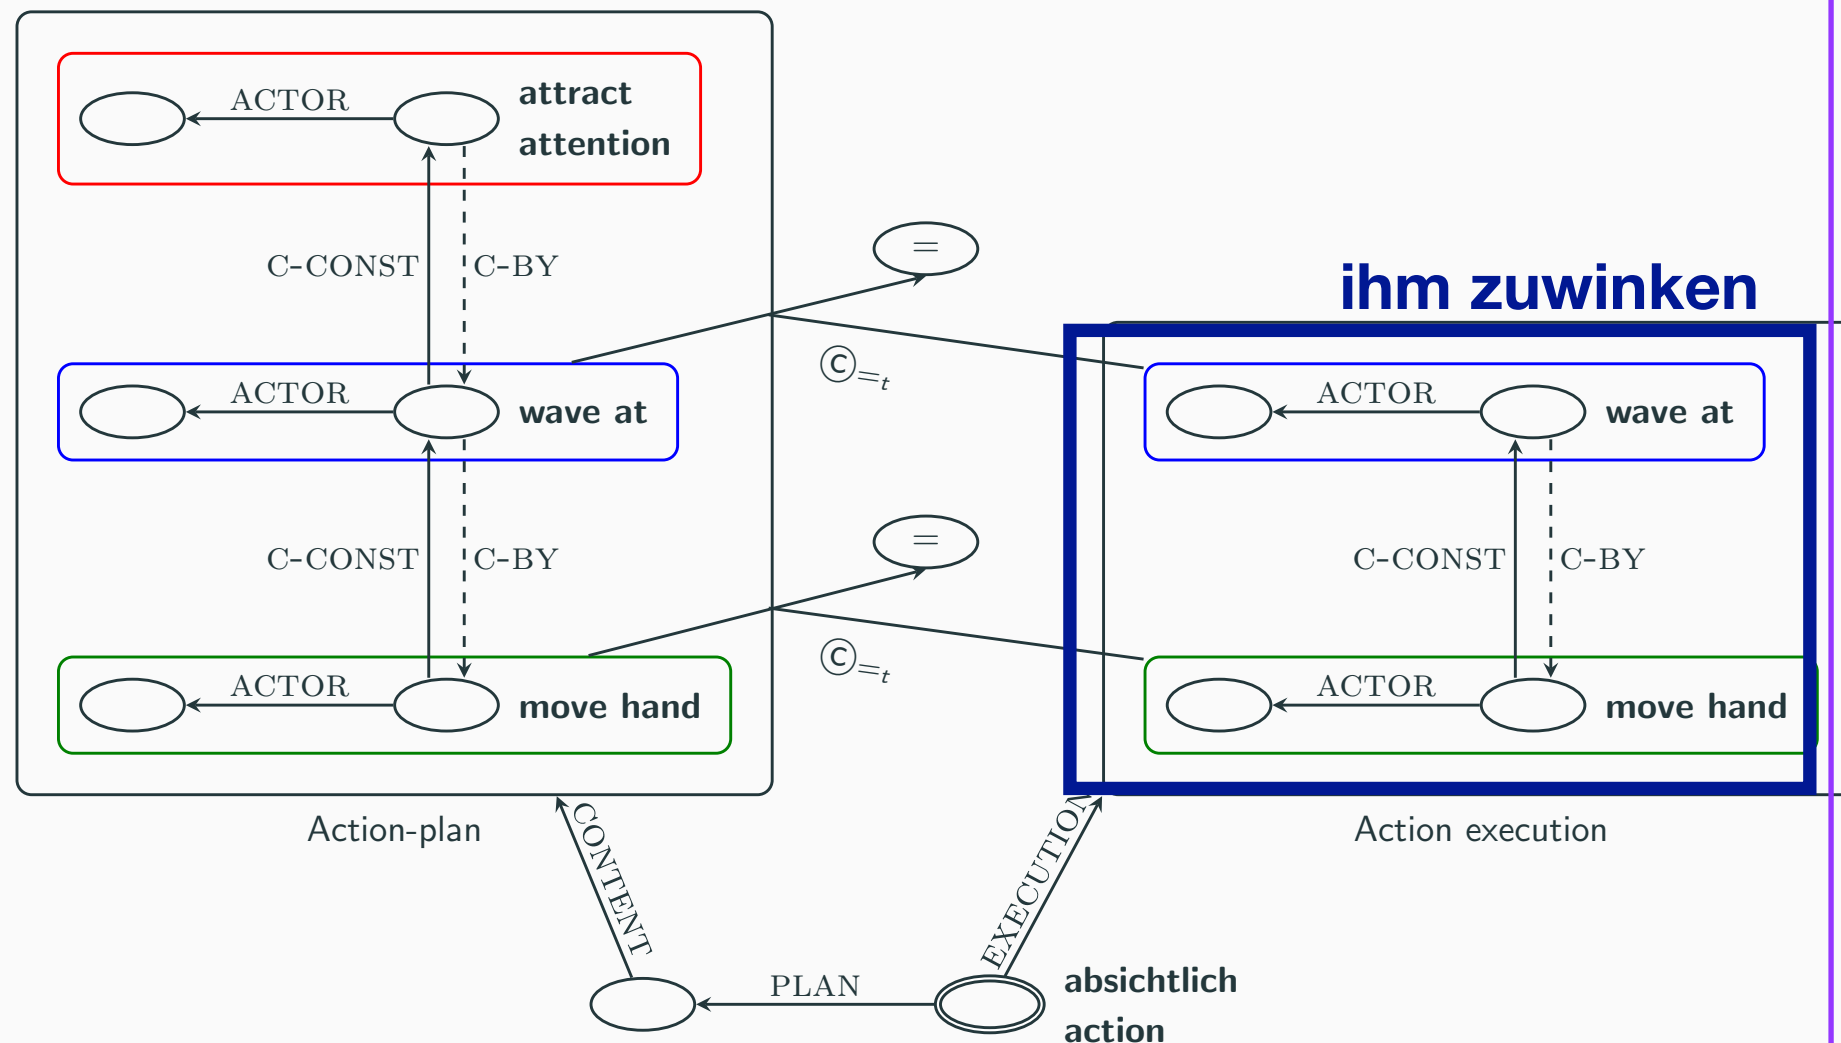 ACTOR
attract
attention
C-CONST
C-BY
=
ihm zuwinken
ⓒ=t
ACTOR
wave at
ACTOR
wave at
C-CONST
C-BY
=
C-CONST
C-BY
ⓒ=t
ACTOR
move hand
ACTOR
move hand
Action-plan
Action execution
CONTENT
EXECUTION
PLAN
absichtlich
action